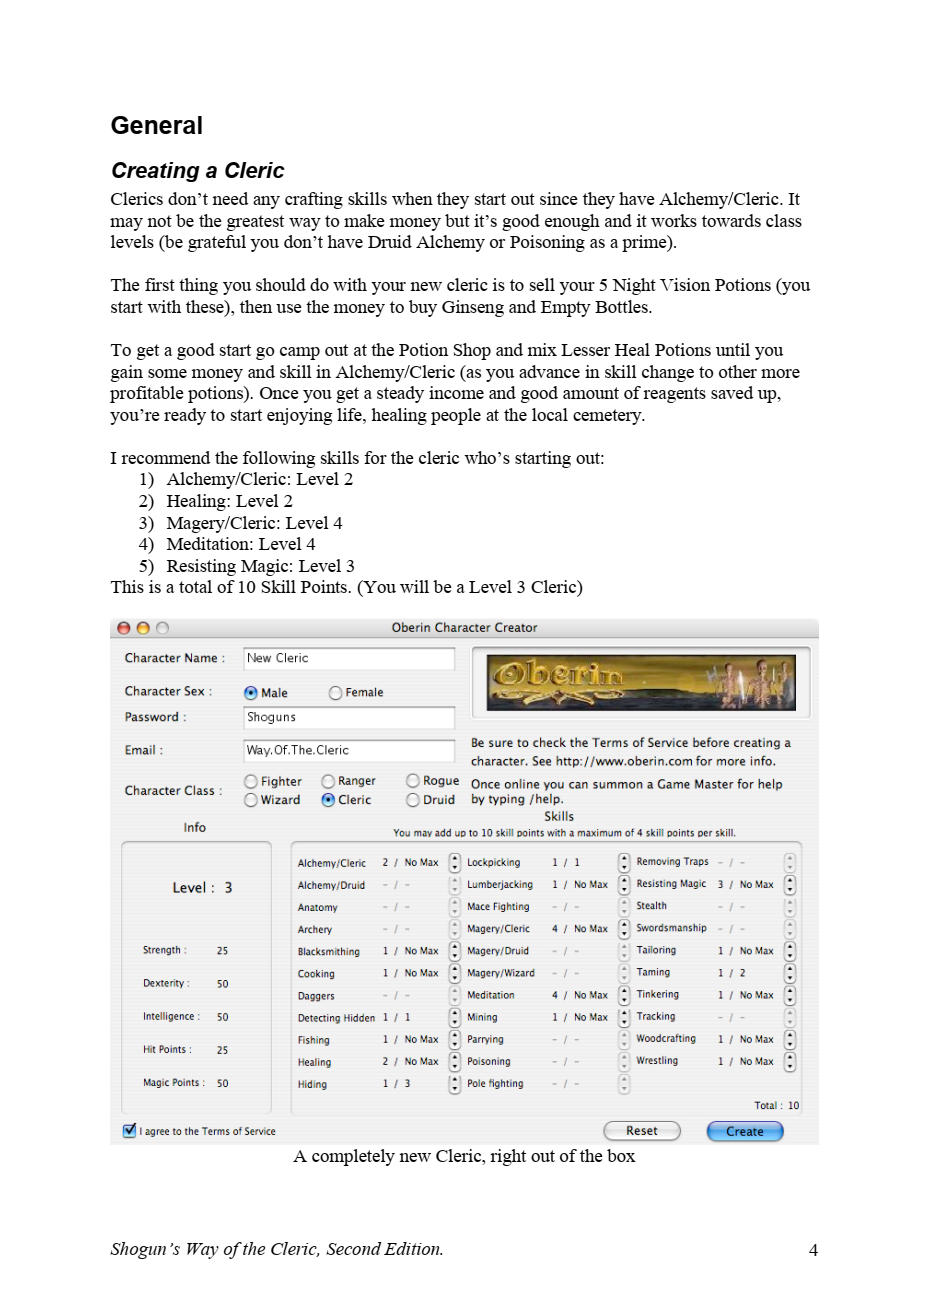 General
Creating a Cleric
Clerics don’t need any crafting skills when they start out since they have Alchemy/Cleric. It
may not be the greatest way to make money but it’s good enough and it works towards class
levels (be grateful you don’t have Druid Alchemy or Poisoning as a prime).
The first thing you should do with your new cleric is to sell your 5 Night Vision Potions (you
start with these), then use the money to buy Ginseng and Empty Bottles.
To get a good start go camp out at the Potion Shop and mix Lesser Heal Potions until you
gain some money and skill in Alchemy/Cleric (as you advance in skill change to other more
profitable potions). Once you get a steady income and good amount of reagents saved up,
you’re ready to start enjoying life, healing people at the local cemetery.
I recommend the following skills for the cleric who’s starting out:
1) Alchemy/Cleric: Level 2
2) Healing: Level 2
3) Magery/Cleric: Level 4
4) Meditation: Level 4
5) Resisting Magic: Level 3
This is a total of 10 Skill Points. (You will be a Level 3 Cleric)
Oberin Character Creator
Character Name : New Cleric
Oberin
Character Sex : Male Female
Password : Shoguns
Email : Way.Of.The.Cleric
Be sure to check the Terms of Service before creating a
character. See http://www.oberin.com for more info.
Character Class : Fighter Ranger Rogue
Wizard Cleric Druid
Once online you can summon a Game Master for help
by typing /help.
Info
Skills
You may add up to 10 skill points with a maximum of 4 skill points per skill.
Level : 3
Strength : 25
Dexterity : 50
Intelligence : 50
Hit Points : 25
Magic Points : 50
Alchemy/Cleric 2 / No Max
Alchemy/Druid - / -
Anatomy - / -
Archery - / -
Blacksmithing 1 / No Max
Cooking 1 / No Max
Daggers - / -
Detecting Hidden 1 / 1
Fishing 1 / No Max
Healing 2 / No Max
Hiding 1 / 3
Lockpicking 1 / 1
Lumberjacking 1 / No Max
Mace Fighting - / -
Magery/Cleric 4 / No Max
Magery/Druid - / -
Magery/Wizard - / -
Meditation 4 / No Max
Mining 1 / No Max
Parrying - / -
Poisoning - / -
Pole fighting - / -
Removing Traps - / -
Resisting Magic 3 / No Max
Stealth - / -
Swordsmanship - / -
Tailoring 1 / No Max
Taming 1 / 2
Tinkering 1 / No Max
Tracking - / -
Woodcrafting 1 / No Max
Wrestling 1 / No Max
Total : 10
I agree to the Terms of Service
Reset
Create
A completely new Cleric, right out of the box
Shogun’s Way of the Cleric, Second Edition. 4